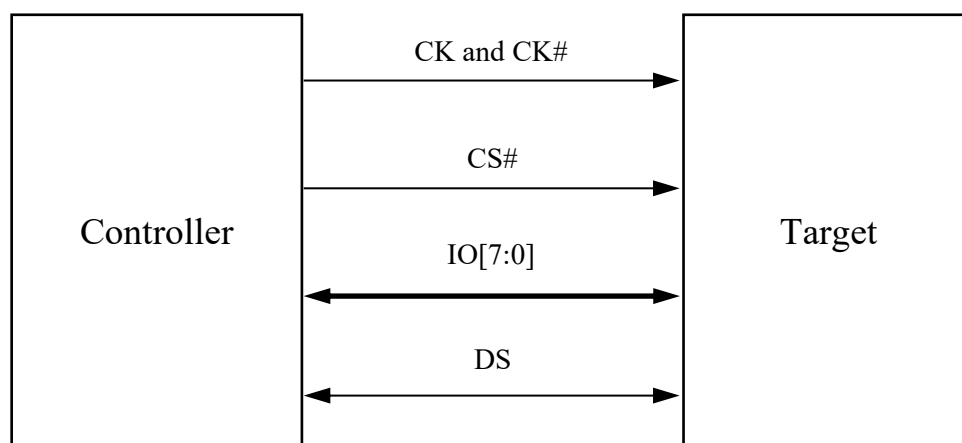 CK and CK#
CS#
Controller
Target
IO[7:0]
DS